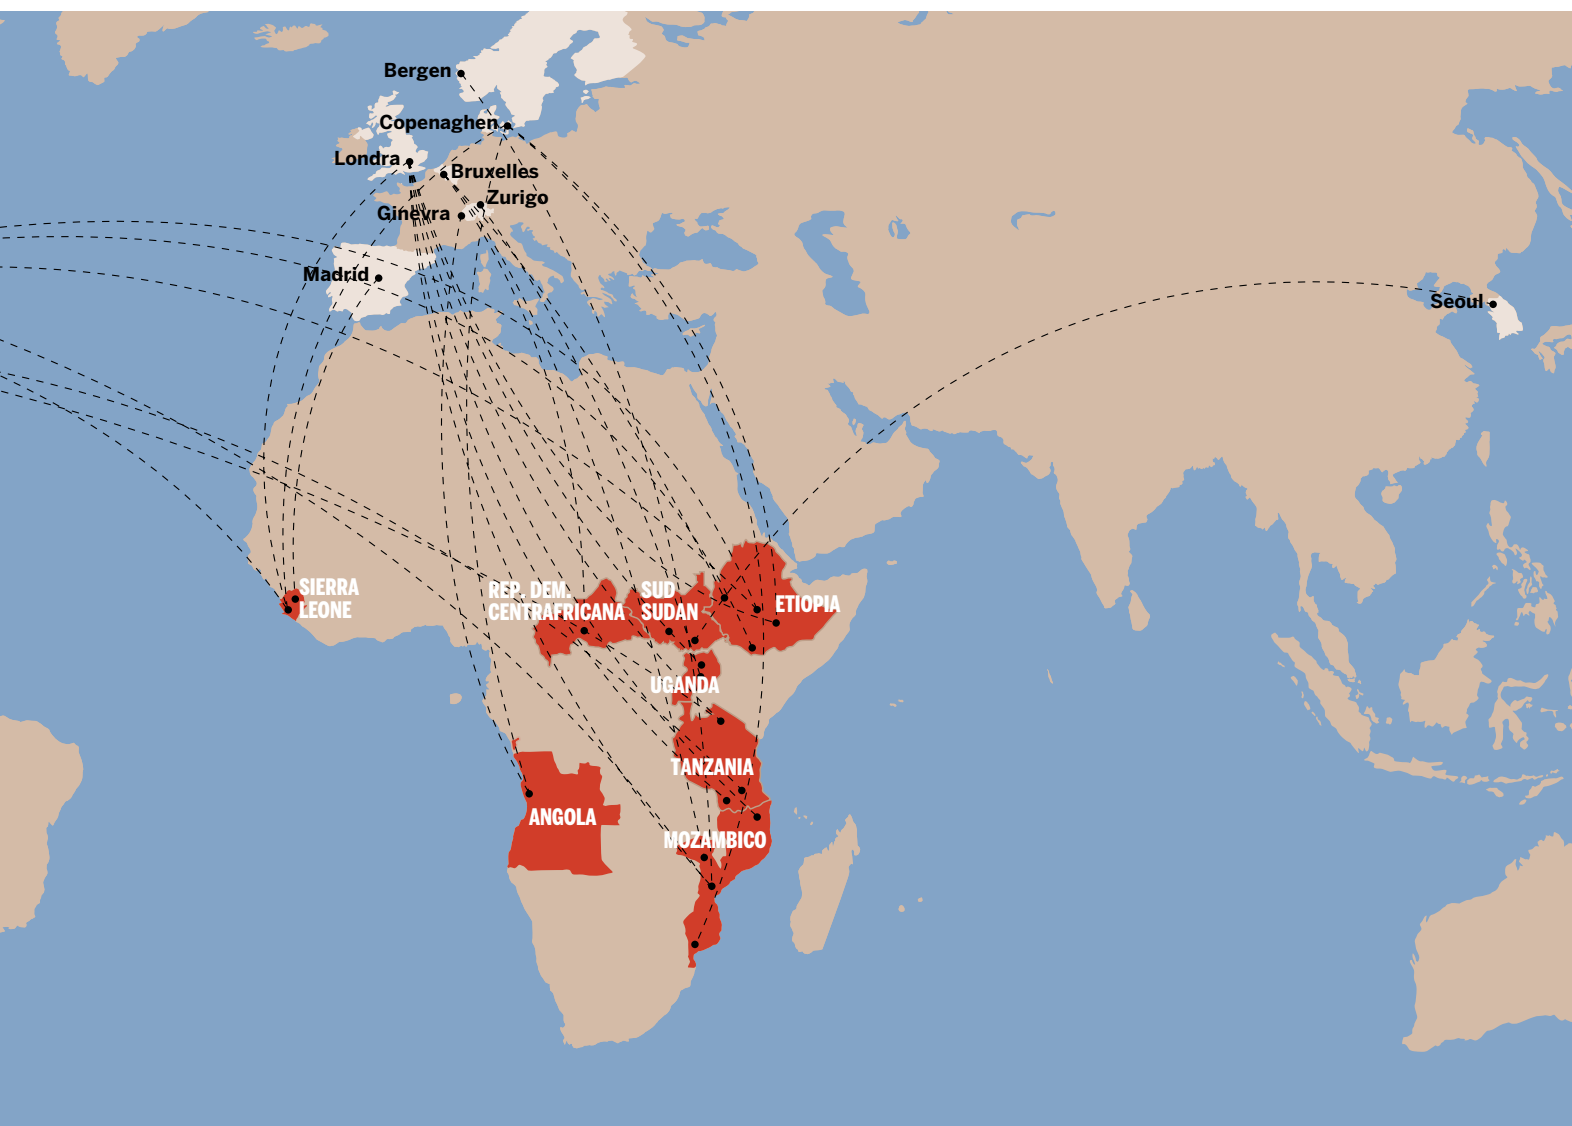 Bergen
Copenaghen
Londra
Bruxelles
Zurigo
Ginevra
Madrid
Seoul
SIERRA
LEONE
REP. DEM.
CENTRAFRICANA
SUD
SUDAN
ETIOPIA
UGANDA
TANZANIA
ANGOLA
MOZAMBICO